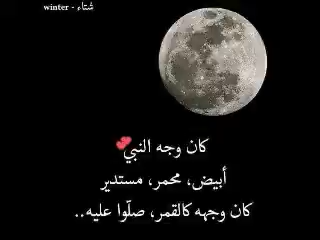 شتاء - winter
كان وجه النبي
أبيض، محمر، مستدير
كان وجهه كالقمر، صلّوا عليه..